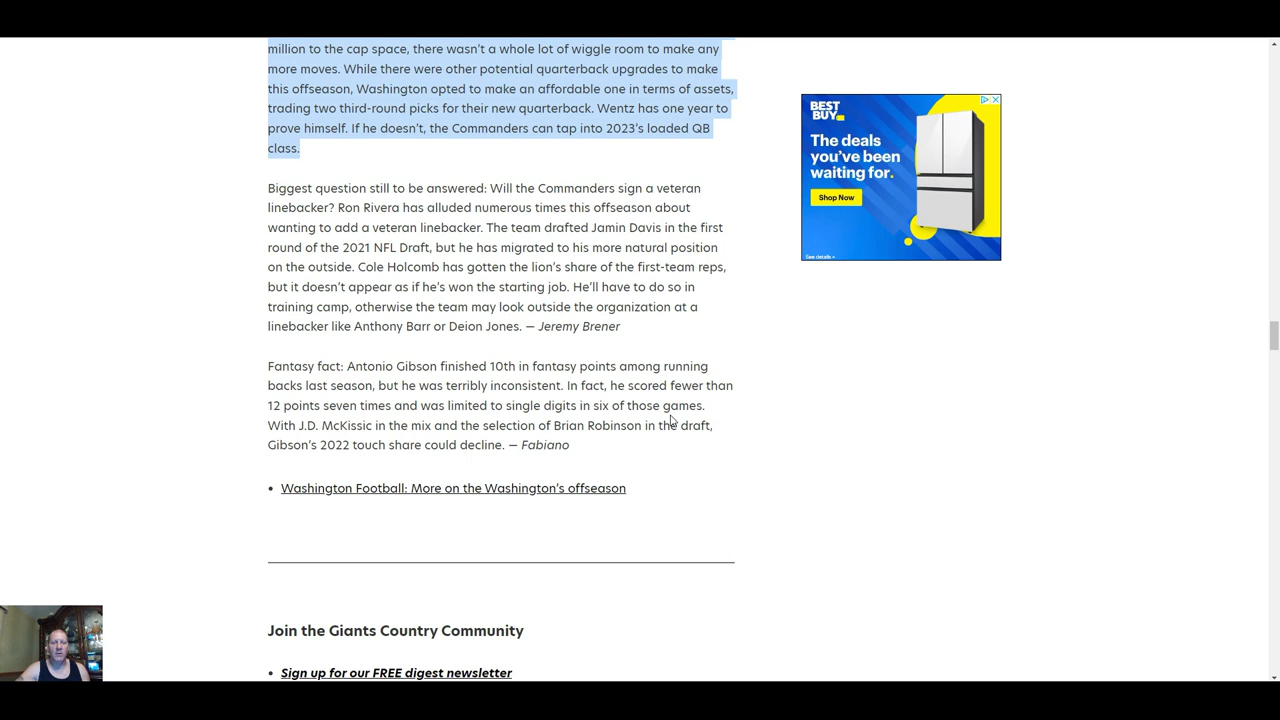 million to the cap space, there wasn’t a whole lot of wiggle room to make any
more moves. While there were other potential quarterback upgrades to make
this offseason, Washington opted to make an affordable one in terms of assets,
trading two third-round picks for their new quarterback. Wentz has one year to
prove himself. If he doesn’t, the Commanders can tap into 2023’s loaded QB
class.
Biggest question still to be answered: Will the Commanders sign a veteran
linebacker? Ron Rivera has alluded numerous times this offseason about
wanting to add a veteran linebacker. The team drafted Jamin Davis in the first
round of the 2021 NFL Draft, but he has migrated to his more natural position
on the outside. Cole Holcomb has gotten the lion’s share of the first-team reps,
but it doesn’t appear as if he’s won the starting job. He’ll have to do so in
training camp, otherwise the team may look outside the organization at a
linebacker like Anthony Barr or Deion Jones. — Jeremy Brener
Fantasy fact: Antonio Gibson finished 10th in fantasy points among running
backs last season, but he was terribly inconsistent. In fact, he scored fewer than
12 points seven times and was limited to single digits in six of those games.
With J.D. McKissic in the mix and the selection of Brian Robinson in the draft,
Gibson’s 2022 touch share could decline. — Fabiano
• Washington Football: More on the Washington’s offseason
Join the Giants Country Community
• Sign up for our FREE digest newsletter
BEST
BUY
The deals
you’ve been
waiting for.
Shop Now
See details